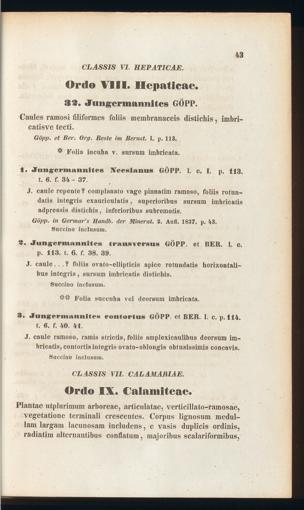 43
CLASSIS VI. HEPATICAE.
Ordo VIII. Hepaticae.
32. Jungermannites GÖPP.
Caules ramosi filiformes foliis membranaceis distichis, imbri-
catisve tecti.
Göpp. et Ber. Org. Reste im Bernst. l. p. 113.
* Folia incuba v. sursum imbricata.
1. Jungermannites Neesianus GÖPP. l. c. I. p. 113.
t. 6. f. 34 - 37.
J. caule repente? complanato vage pinnatim ramoso, foliis rotun-
datis integris exauriculatis, superioribus sursum imbricatis
adpressis distichis, inferioribus subremotis.
Göpp. in Germar's Handb. der Mineral. 2. Aufl. 1837. p. 43.
Succino inclusum.
2. Jungermannites transversus GÖPP. et BER. l. c.
p. 113. t. 6. f. 38. 39.
J. caule...? foliis ovato-ellipticis apice rotundatis horizontali-
bus integris, sursum imbricatis distichis.
Succino inclusum.
** Folia succuba vel deorsum imbricata.
3. Jungermannites contortus GÖPP. et BER. l. c. p. 114.
t. 6. f. 40. 41.
J. caule ramoso, ramis strictis, foliis amplexicaulibus deorsum im-
bricatis, contortis integris ovato-oblongis obtusissimis concavis.
Succino inclusum.
CLASSIS VII. CALAMARIAE.
Ordo IX. Calamiteae.
Plantae utplurimum arboreae, articulatae, verticillato-ramosae,
vegetatione terminali crescentes. Corpus lignosum medul-
lam largam lacunosam includens, e vasis duplicis ordinis,
radiatim alternantibus conflatum, majoribus scalariformibus,